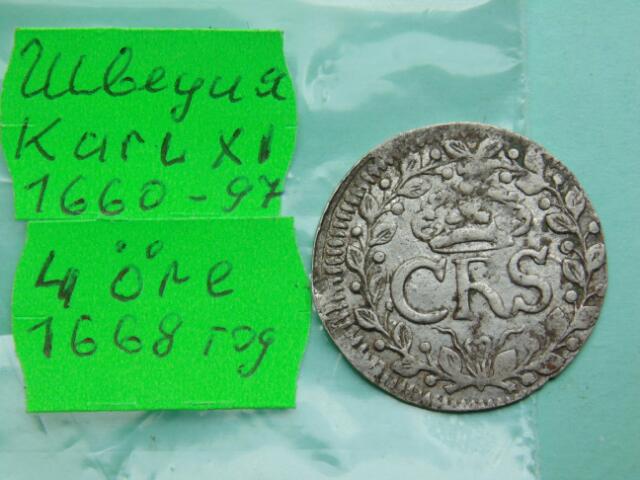 Швеция
Karl XI
1660-97
4 öre
1668 год
CRS